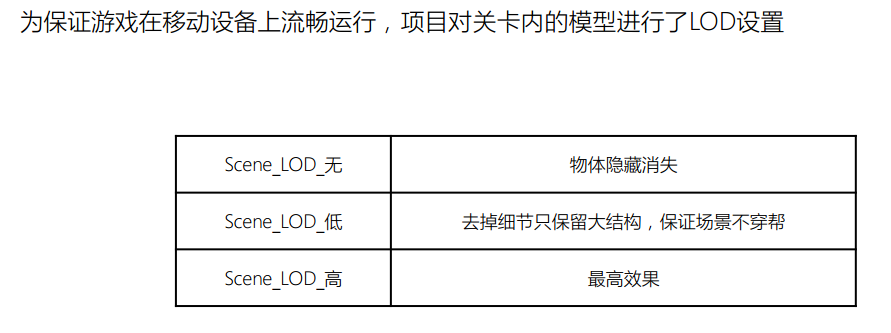 为保证游戏在移动设备上流畅运行，项目对关卡内的模型进行了LOD设置
Scene_LOD_无 物体隐藏消失
Scene_LOD_低 去掉细节只保留大结构，保证场景不穿帮
Scene_LOD_高 最高效果